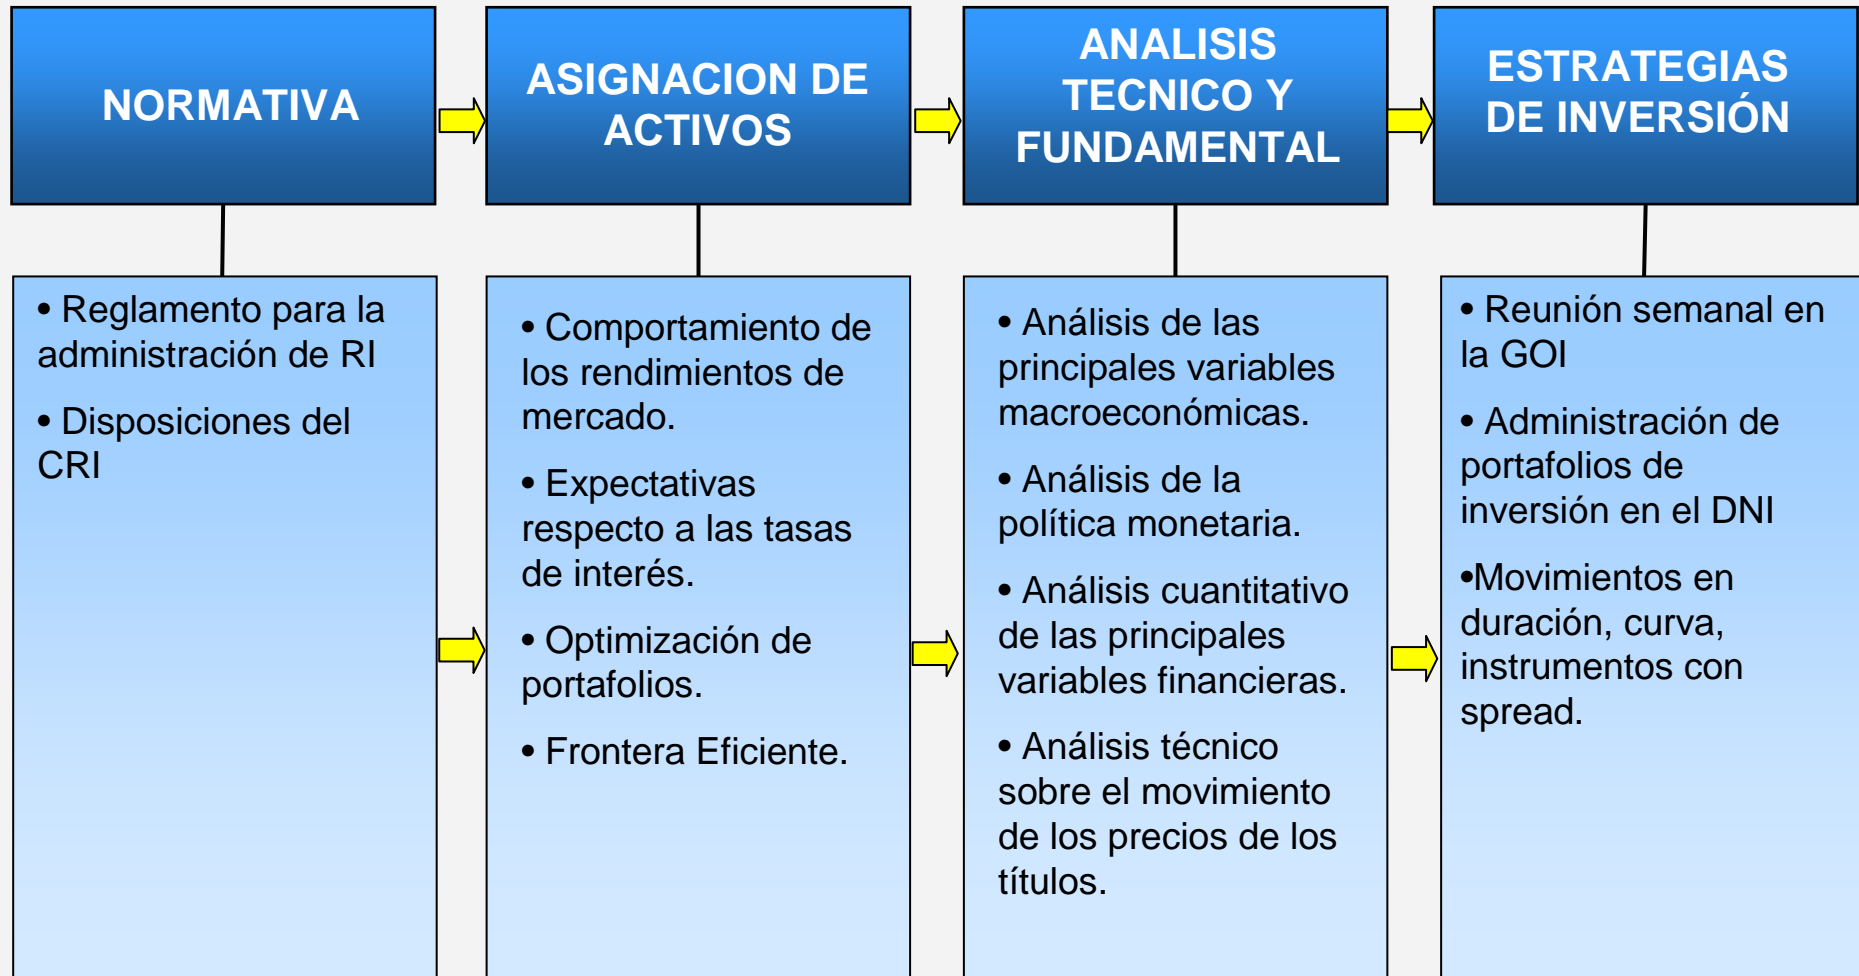 NORMATIVA
ASIGNACION DE
ACTIVOS
ANALISIS
TECNICO Y
FUNDAMENTAL
ESTRATEGIAS
DE INVERSIÓN
• Reglamento para la
administración de RI
• Disposiciones del
CRI
• Comportamiento de
los rendimientos de
mercado.
• Expectativas
respecto a las tasas
de interés.
• Optimización de
portafolios.
• Frontera Eficiente.
• Análisis de las
principales variables
macroeconómicas.
• Análisis de la
política monetaria.
• Análisis cuantitativo
de las principales
variables financieras.
• Análisis técnico
sobre el movimiento
de los precios de los
títulos.
• Reunión semanal en
la GOI
• Administración de
portafolios de
inversión en el DNI
•Movimientos en
duración, curva,
instrumentos con
spread.